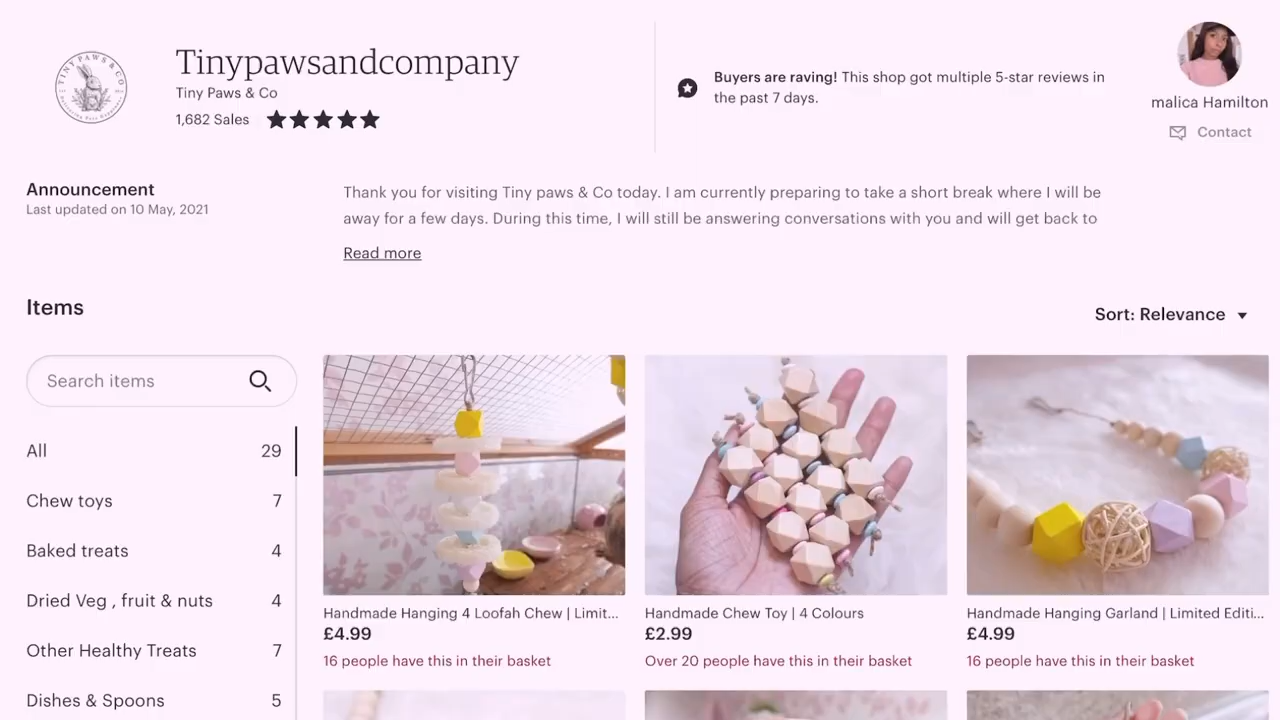 TINY PAWS & CO
Tinypawsandcompany
Tiny Paws & Co
1,682 Sales
Buyers are raving! This shop got multiple 5-star reviews in
the past 7 days.
malica Hamilton
Contact
Announcement
Last updated on 10 May, 2021
Thank you for visiting Tiny paws & Co today. I am currently preparing to take a short break where I will be
away for a few days. During this time, I will still be answering conversations with you and will get back to
Read more
Items
Sort: Relevance
Search items
All 29
Chew toys 7
Baked treats 4
Dried Veg , fruit & nuts 4
Other Healthy Treats 7
Dishes & Spoons 5
Handmade Hanging 4 Loofah Chew | Limit...
£4.99
16 people have this in their basket
Handmade Chew Toy | 4 Colours
£2.99
Over 20 people have this in their basket
Handmade Hanging Garland | Limited Editi...
£4.99
16 people have this in their basket